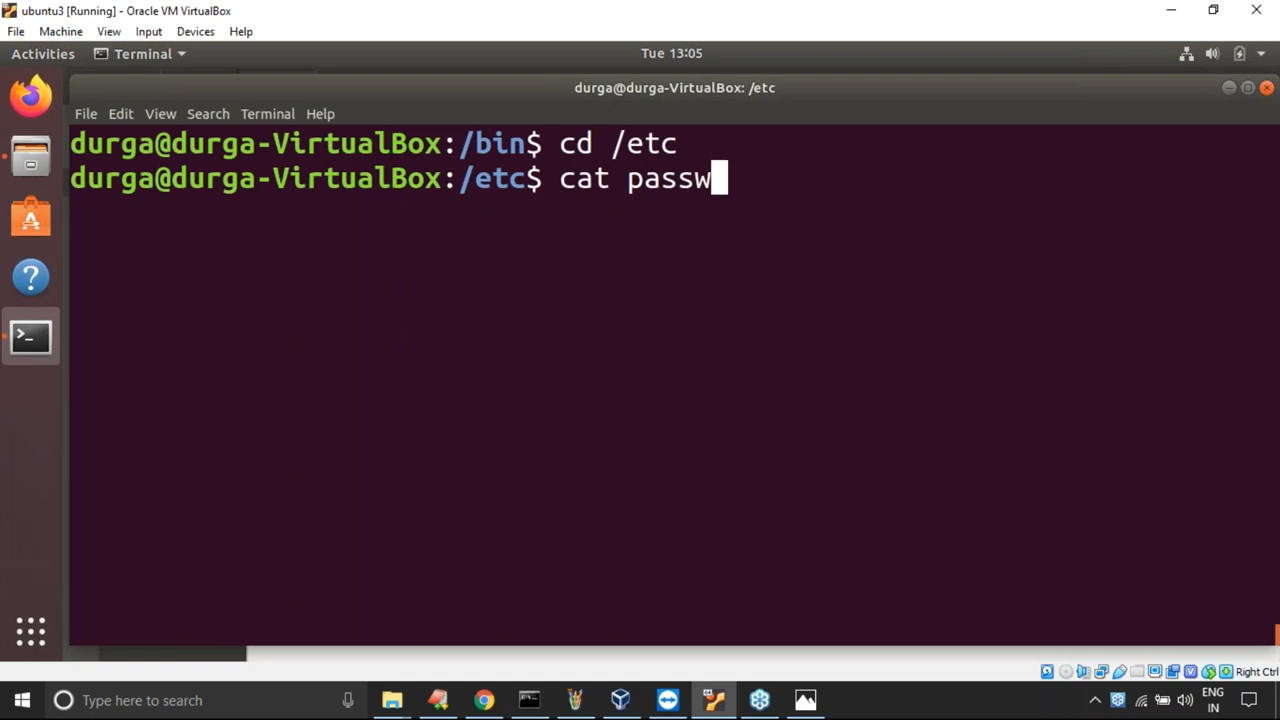 ubuntu3 [Running] - Oracle VM VirtualBox
File Machine View Input Devices Help
Activities Terminal Tue 13:05
durga@durga-VirtualBox: /etc
File Edit View Search Terminal Help
durga@durga-VirtualBox:/bin$ cd /etc
durga@durga-VirtualBox:/etc$ cat passw
Right Ctrl
Type here to search
ENG
IN